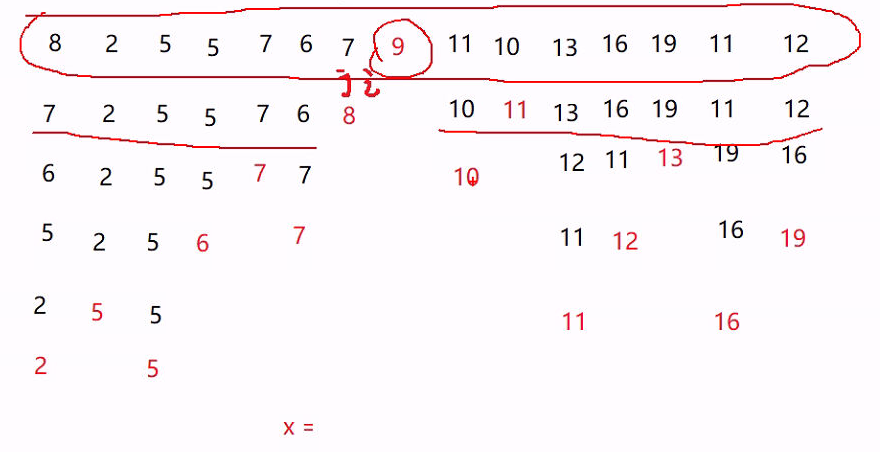 8 2 5 5 7 6 7 9 11 10 13 16 19 11 12
j i
7 2 5 5 7 6 8 10 11 13 16 19 11 12
6 2 5 5 7 7 10 12 11 13 19 16
5 2 5 6 7 11 12 16 19
2 5 5 11 16
2 5
x =